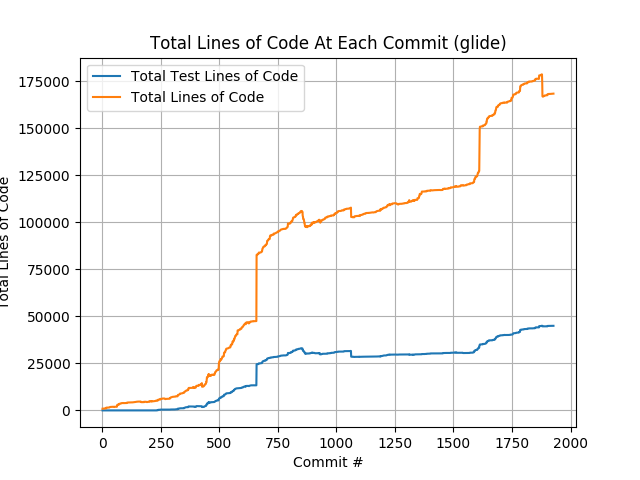 Total Lines of Code At Each Commit (glide)
Total Test Lines of Code
Total Lines of Code
175000
150000
125000
100000
75000
50000
25000
0
Total Lines of Code
0 250 500 750 1000 1250 1500 1750 2000
Commit #